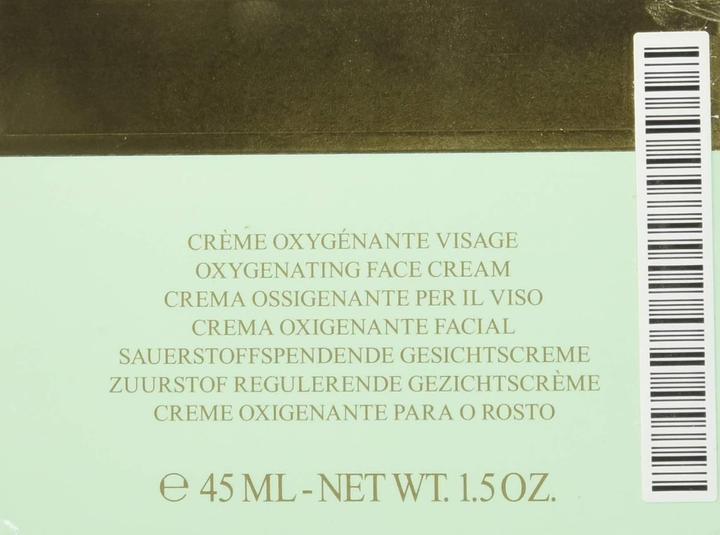 CRÈME OXYGÉNANTE VISAGE
OXYGENATING FACE CREAM
CREMA OSSIGENANTE PER IL VISO
CREMA OXIGENANTE FACIAL
SAUERSTOFFSPENDENDE GESICHTSCREME
ZUURSTOF REGULERENDE GEZICHTSCRÈME
CREME OXIGENANTE PARA O ROSTO
℮ 45 ML - NET WT. 1.5 OZ.